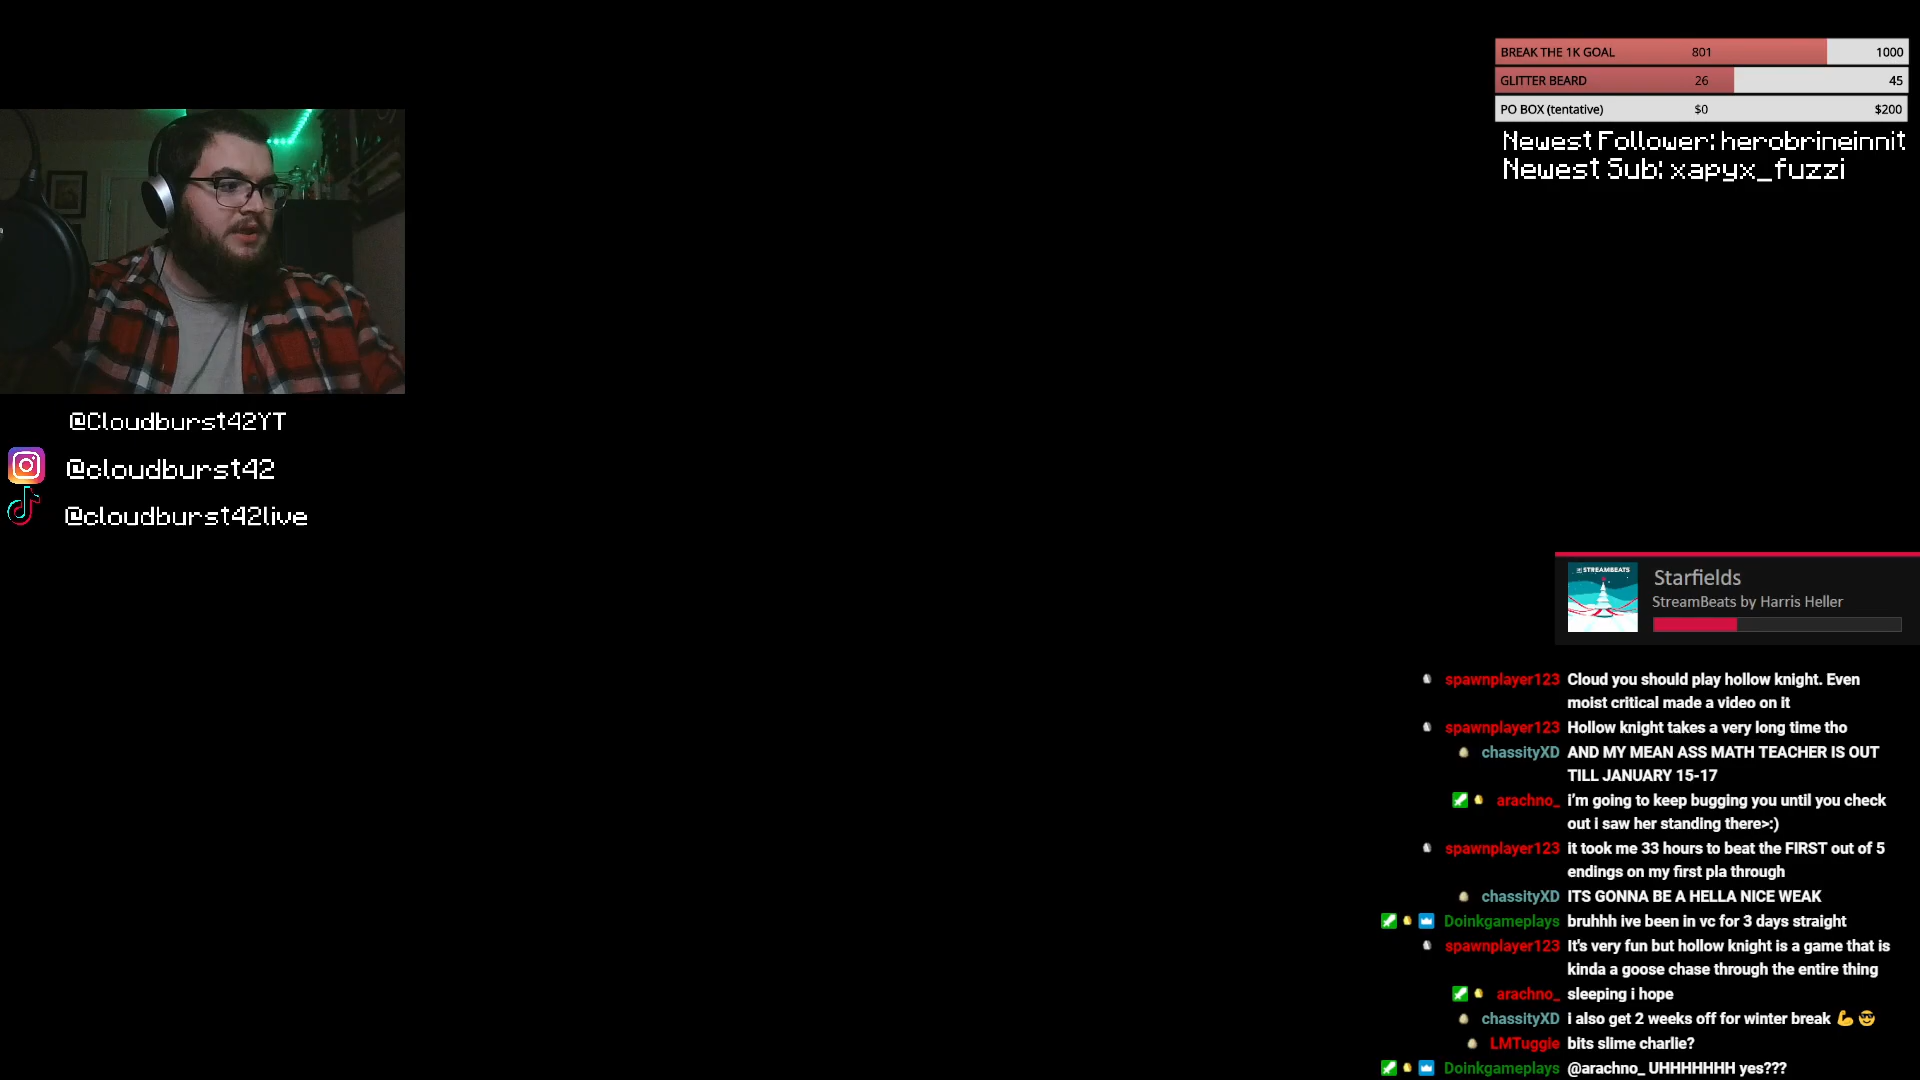 BREAK THE 1K GOAL 801 1000
GLITTER BEARD 26 45
PO BOX (tentative) $0 $200
Newest Follower: herobrineinnit
Newest Sub: xapyx_fuzzi
@Cloudburst42YT
@cloudburst42
@cloudburst42live
STREAMBEATS
Starfields
StreamBeats by Harris Heller
spawnplayer123 Cloud you should play hollow knight. Even
moist critical made a video on it
spawnplayer123 Hollow knight takes a very long time tho
chassityXD AND MY MEAN ASS MATH TEACHER IS OUT
TILL JANUARY 15-17
arachno_ i’m going to keep bugging you until you check
out i saw her standing there>:)
spawnplayer123 it took me 33 hours to beat the FIRST out of 5
endings on my first pla through
chassityXD ITS GONNA BE A HELLA NICE WEAK
Doinkgameplays bruhhh ive been in vc for 3 days straight
spawnplayer123 It's very fun but hollow knight is a game that is
kinda a goose chase through the entire thing
arachno_ sleeping i hope
chassityXD i also get 2 weeks off for winter break 💪 😎
LMTuggie bits slime charlie?
Doinkgameplays @arachno_ UHHHHHHH yes???